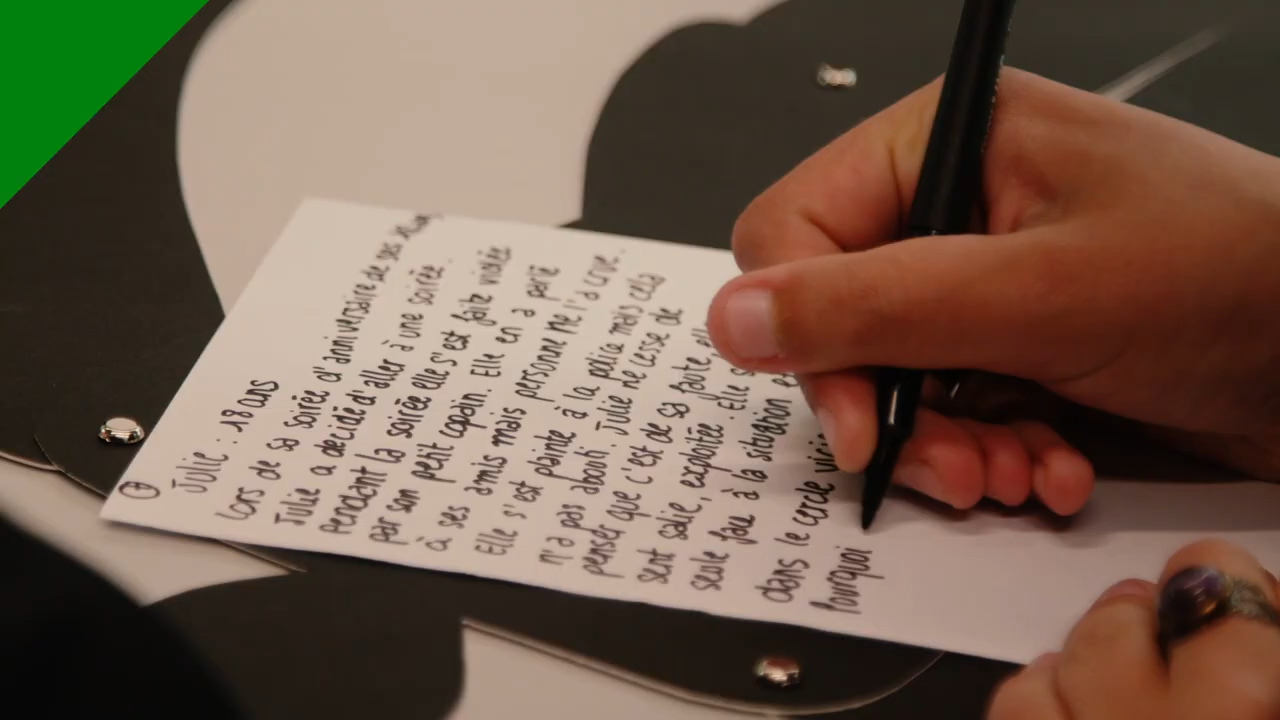 ①
Julie : 18 ans
Lors de sa soirée d'anniversaire de ses
Julie a décidé d'aller à une soirée.
Pendant la soirée elle s'est faite violée
par son petit copain. Elle en a parlé
à ses amis mais personne ne l'a crue.
Elle s'est plainte à la police mais cela
n'a pas abouti Julie ne cesse de
penser que c'est de sa faute,
sent salie, exploitée Elle
seule face à la situation
dans le cercle
Pourquoi